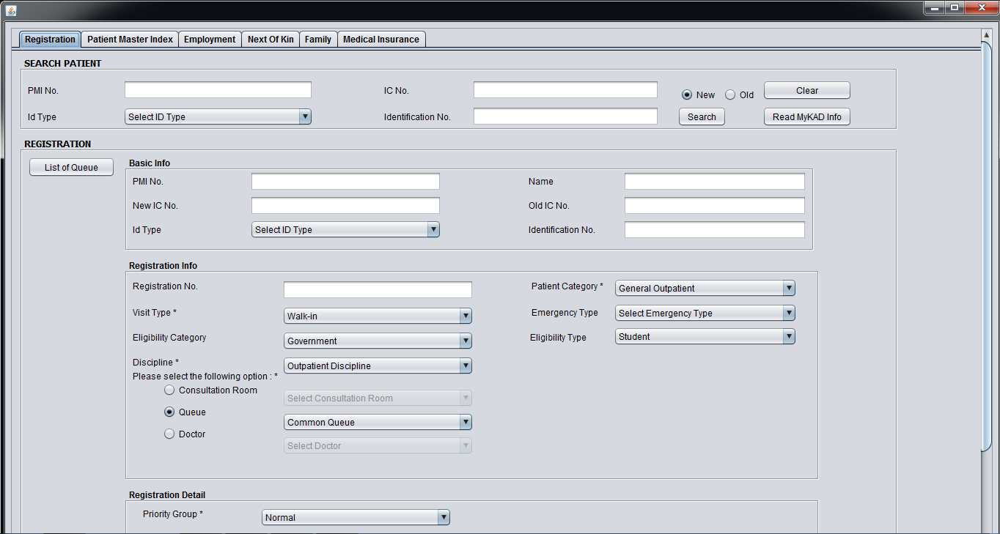 Registration Patient Master Index Employment Next Of Kin Family Medical Insurance
SEARCH PATIENT
PMI No. IC No. New Old Clear
Id Type Select ID Type Identification No. Search Read MyKAD Info
REGISTRATION
List of Queue Basic Info
PMI No. Name
New IC No. Old IC No.
Id Type Select ID Type Identification No.
Registration Info
Registration No. Patient Category * General Outpatient
Visit Type * Walk-in Emergency Type Select Emergency Type
Eligibility Category Government Eligibility Type Student
Discipline * Outpatient Discipline
Please select the following option : *
Consultation Room Select Consultation Room
Queue Common Queue
Doctor Select Doctor
Registration Detail
Priority Group * Normal